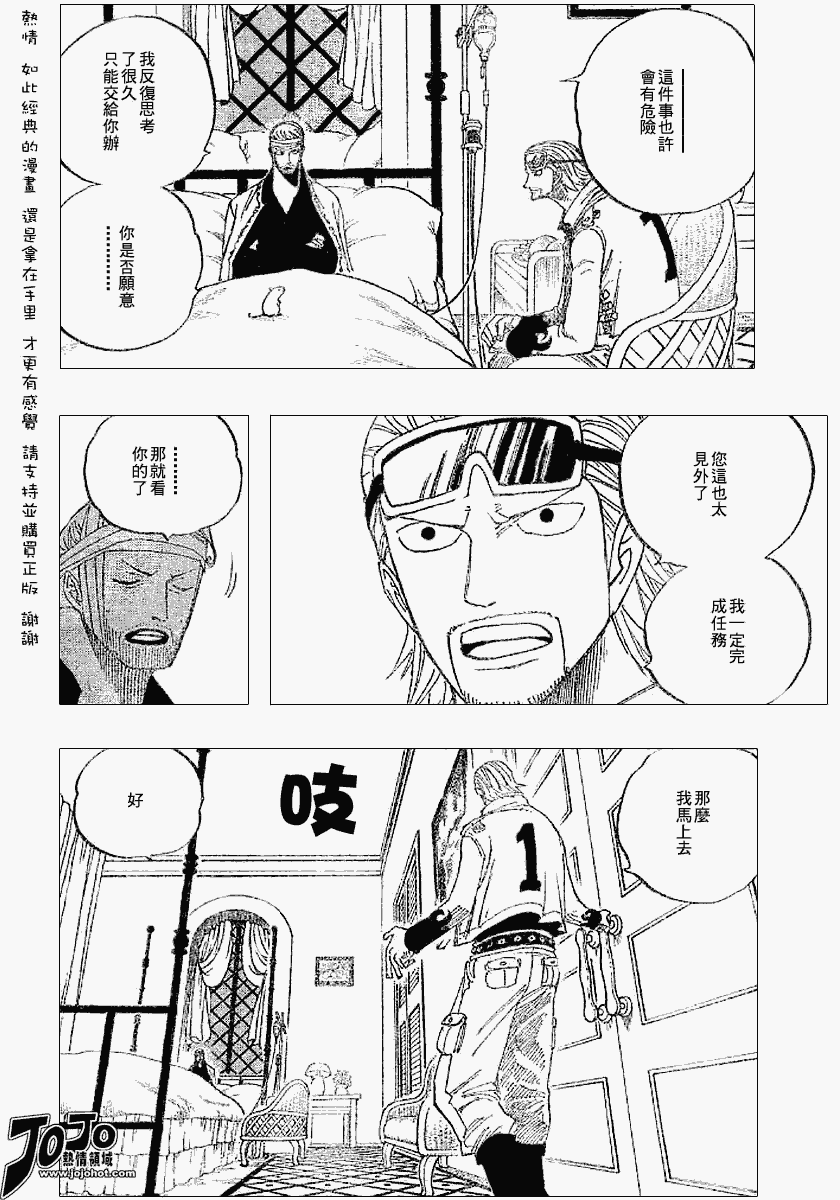 這件事也許
會有危險
我反復思考
了很久
只能交給你辦
你是否願意
…………
您這也太
見外了
我一定完
成任務
………
那就看
你的了
那麼
我馬上去
好
吱
1
1
熱情 如此經典的漫畫 還是拿在手里 才更有感覺 請支持並購買正版 謝謝
JOJO
熱情領域
www.jojohot.com